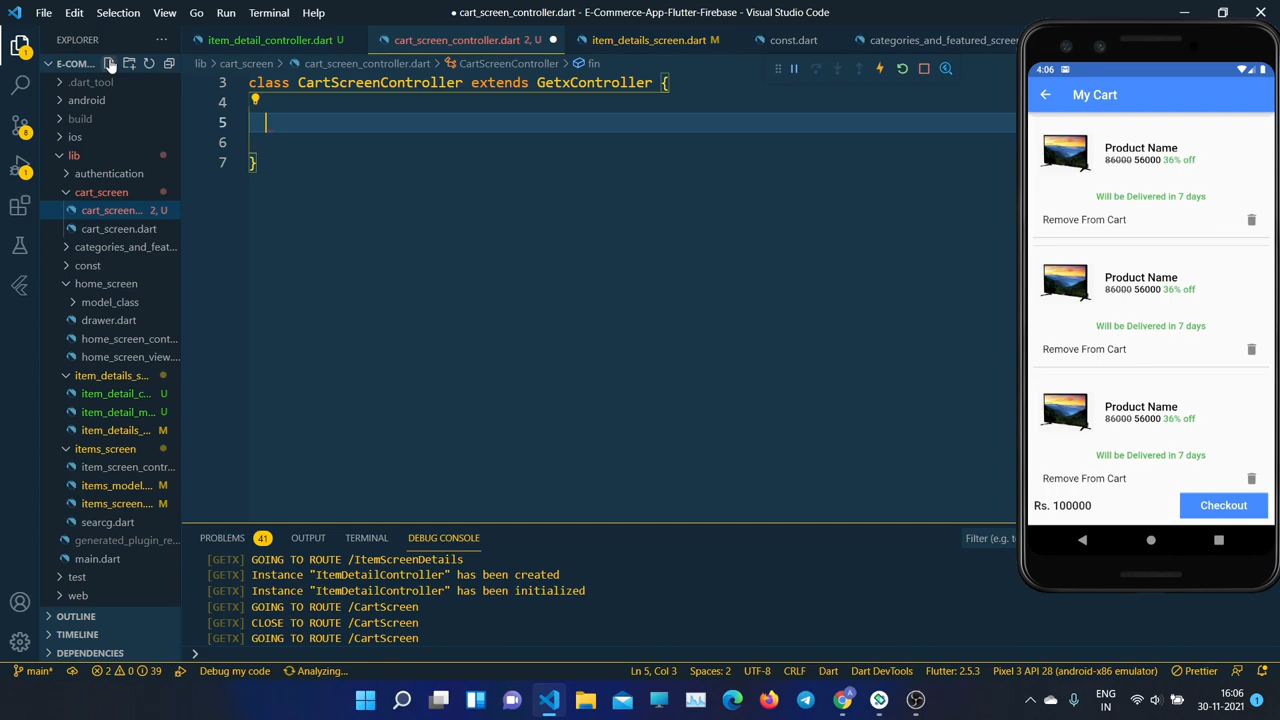 File Edit Selection View Go Run Terminal Help
● cart_screen_controller.dart - E-Commerce-App-Flutter-Firebase - Visual Studio Code
EXPLORER
item_detail_controller.dart U
cart_screen_controller.dart 2, U
item_details_screen.dart M
const.dart
categories_and_featured_screen
lib > cart_screen > cart_screen_controller.dart > CartScreenController > fin
E-COM...
.dart_tool
android
build
ios
lib
authentication
cart_screen
cart_screen... 2, U
cart_screen.dart
categories_and_feat...
const
home_screen
model_class
drawer.dart
home_screen_cont...
home_screen_view....
item_details_s...
item_detail_c... U
item_detail_m... U
item_details_... M
items_screen
item_screen_contr...
items_model.... M
items_screen.... M
searcg.dart
generated_plugin_re...
main.dart
test
web
OUTLINE
TIMELINE
DEPENDENCIES
1
8
1
3 class CartScreenController extends GetxController {
4
5
6
7 }
PROBLEMS 41 OUTPUT TERMINAL DEBUG CONSOLE
Filter (e.g. te
[GETX] GOING TO ROUTE /ItemScreenDetails
[GETX] Instance "ItemDetailController" has been created
[GETX] Instance "ItemDetailController" has been initialized
[GETX] GOING TO ROUTE /CartScreen
[GETX] CLOSE TO ROUTE /CartScreen
[GETX] GOING TO ROUTE /CartScreen
4:06
My Cart
Product Name
86000 56000 36% off
Will be Delivered in 7 days
Remove From Cart
Product Name
86000 56000 36% off
Will be Delivered in 7 days
Remove From Cart
Product Name
86000 56000 36% off
Will be Delivered in 7 days
Remove From Cart
Rs. 100000 Checkout
main* 2 0 39 Debug my code Analyzing... Ln 5, Col 3 Spaces: 2 UTF-8 CRLF Dart Dart DevTools Flutter: 2.5.3 Pixel 3 API 28 (android-x86 emulator) Prettier
ENG
IN
16:06
30-11-2021
1